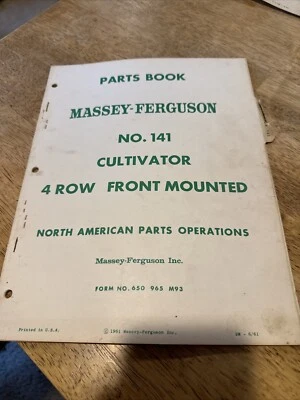 PARTS BOOK
MASSEY-FERGUSON
NO. 141
CULTIVATOR
4 ROW FRONT MOUNTED
NORTH AMERICAN PARTS OPERATIONS
Massey-Ferguson Inc.
FORM NO. 650 965 M93
Printed in U.S.A. © 1961 Massey-Ferguson Inc.